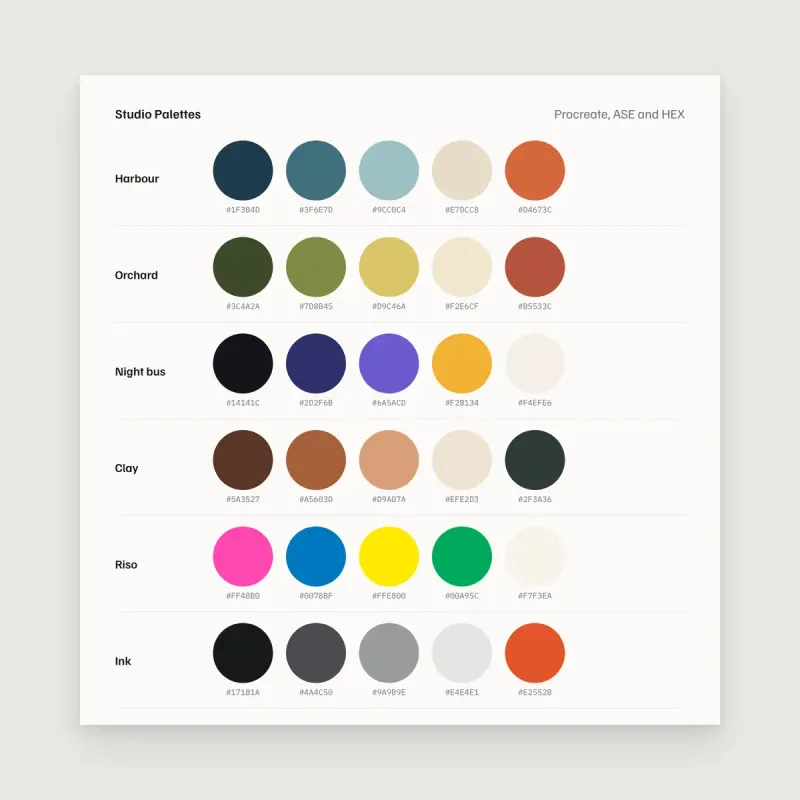 Studio Palettes
Procreate, ASE and HEX
Harbour
#1F3B4D #3F6E7D #9CC0C4 #E7DCC8 #D4673C
Orchard
#3C4A2A #7D8B45 #D9C46A #F2E6CF #B5533C
Night bus
#14141C #2D2F6B #6A5ACD #F2B134 #F4EFE6
Clay
#5A3527 #A5603D #D9A07A #EFE2D3 #2F3A36
Riso
#FF48B0 #0078BF #FFE800 #00A95C #F7F3EA
Ink
#17181A #4A4C50 #9A9B9E #E4E4E1 #E2552B